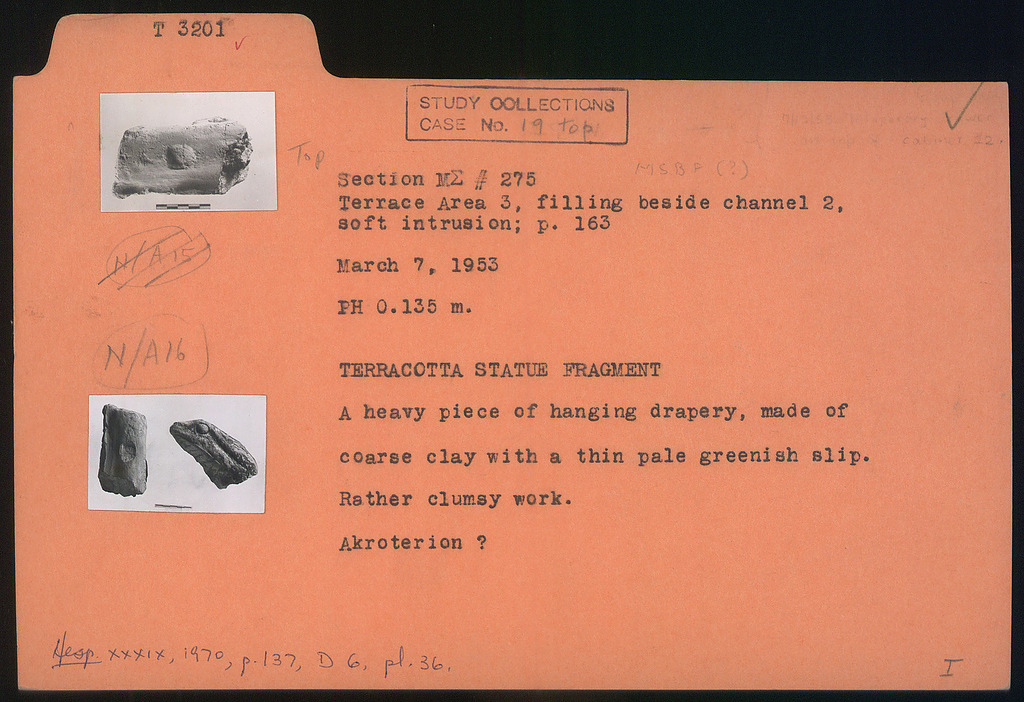 T 3201
STUDY COLLECTIONS
CASE No. 19 top
Top
MSBF (?)
Section ΜΣ # 275
Terrace Area 3, filling beside channel 2,
soft intrusion; p. 163
N/A 15
March 7, 1953
PH 0.135 m.
N/A16
TERRACOTTA STATUE FRAGMENT
A heavy piece of hanging drapery, made of
coarse clay with a thin pale greenish slip.
Rather clumsy work.
Akroterion ?
Hesp. XXXIX, 1970, p.137, D 6, pl.36.
I